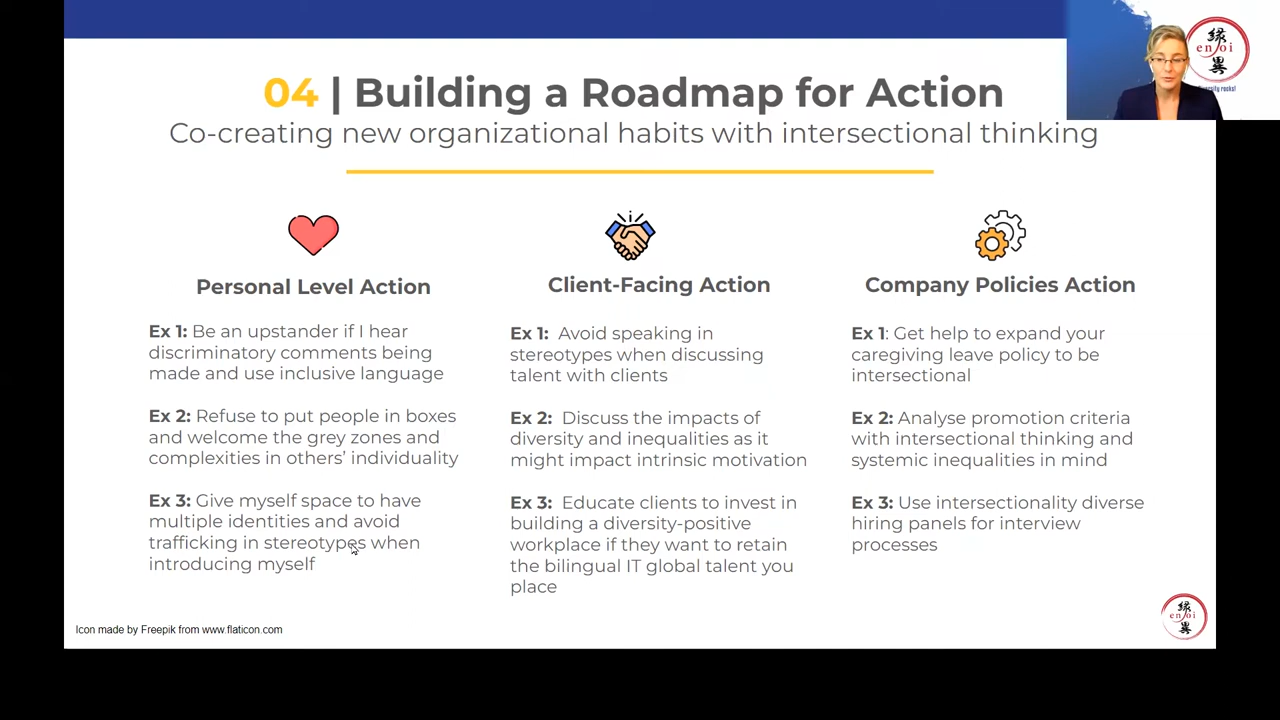 04 | Building a Roadmap for Action
Co-creating new organizational habits with intersectional thinking
縁
enjoi
異
Personal Level Action
Ex 1: Be an upstander if I hear
discriminatory comments being
made and use inclusive language
Ex 2: Refuse to put people in boxes
and welcome the grey zones and
complexities in others’ individuality
Ex 3: Give myself space to have
multiple identities and avoid
trafficking in stereotypes when
introducing myself
Client-Facing Action
Ex 1: Avoid speaking in
stereotypes when discussing
talent with clients
Ex 2: Discuss the impacts of
diversity and inequalities as it
might impact intrinsic motivation
Ex 3: Educate clients to invest in
building a diversity-positive
workplace if they want to retain
the bilingual IT global talent you
place
Company Policies Action
Ex 1: Get help to expand your
caregiving leave policy to be
intersectional
Ex 2: Analyse promotion criteria
with intersectional thinking and
systemic inequalities in mind
Ex 3: Use intersectionality diverse
hiring panels for interview
processes
Icon made by Freepik from www.flaticon.com
縁
enjoi
異